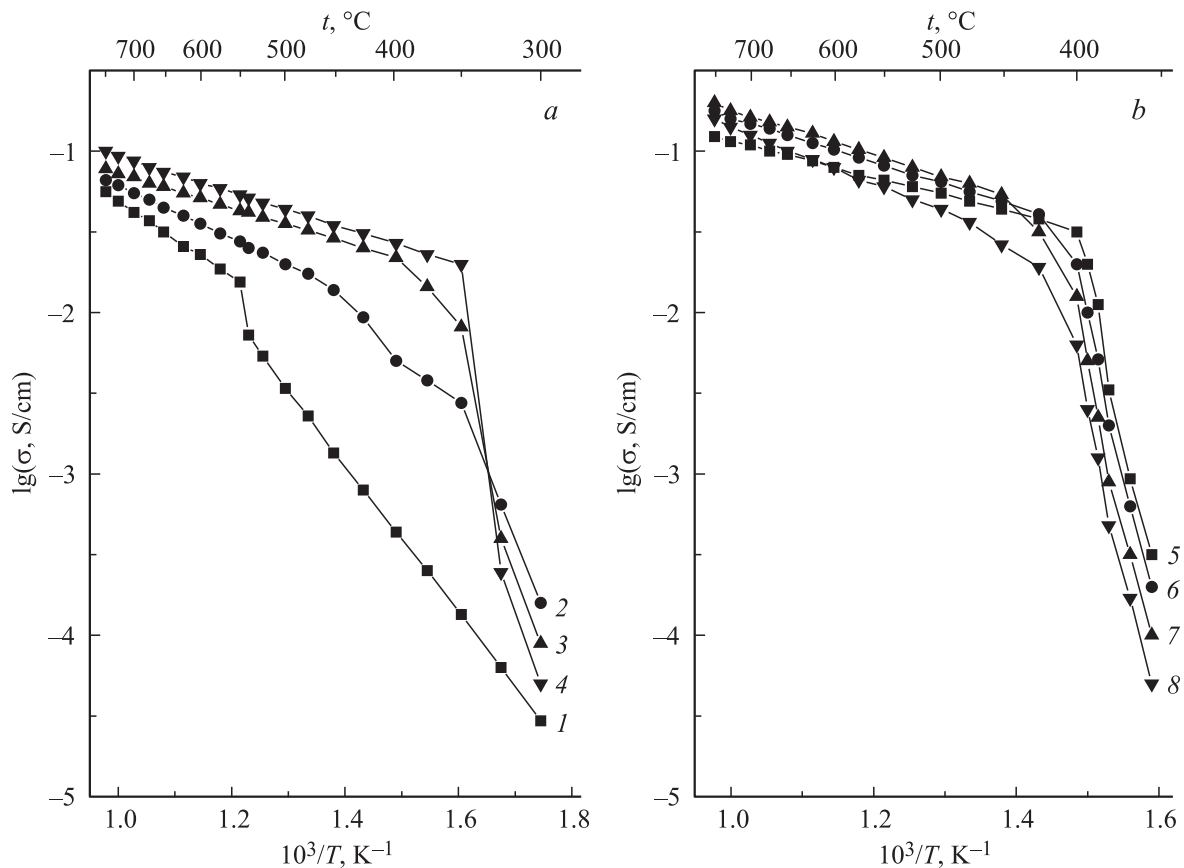 t, °C
700 600 500 400 300
a
lg(σ, S/cm)
–1
–2
–3
–4
–5
2
3
4
1
1.0 1.2 1.4 1.6 1.8
10³/T, K⁻¹
t, °C
700 600 500 400
b
lg(σ, S/cm)
–1
–2
–3
–4
–5
5
6
7
8
1.0 1.2 1.4 1.6
10³/T, K⁻¹